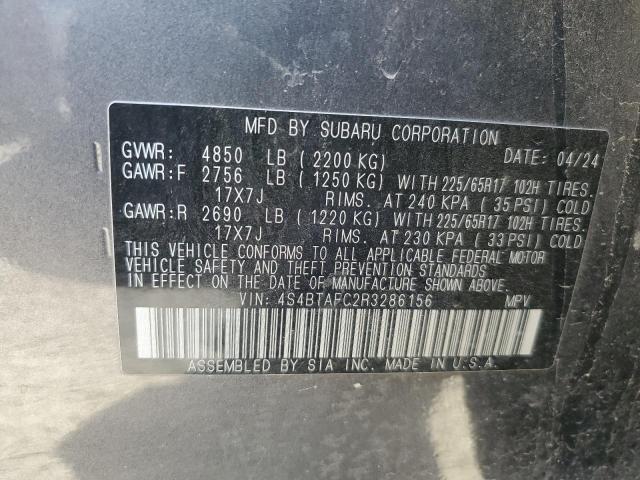 MFD BY SUBARU CORPORATION
GVWR: 4850 LB (2200 KG) DATE: 04/24
GAWR:F 2756 LB (1250 KG) WITH 225/65R17 102H TIRES.
17X7J RIMS. AT 240 KPA (35 PSI) COLD
GAWR:R 2690 LB (1220 KG) WITH 225/65R17 102H TIRES.
17X7J RIMS. AT 230 KPA (33 PSI) COLD
THIS VEHICLE CONFORMS TO ALL APPLICABLE FEDERAL MOTOR
VEHICLE SAFETY AND THEFT PREVENTION STANDARDS
IN EFFECT ON THE DATE OF MANUFACTURE SHOWN ABOVE.
VIN: 4S4BTAFC2R3286156 MPV
ASSEMBLED BY SIA INC. MADE IN U.S.A.